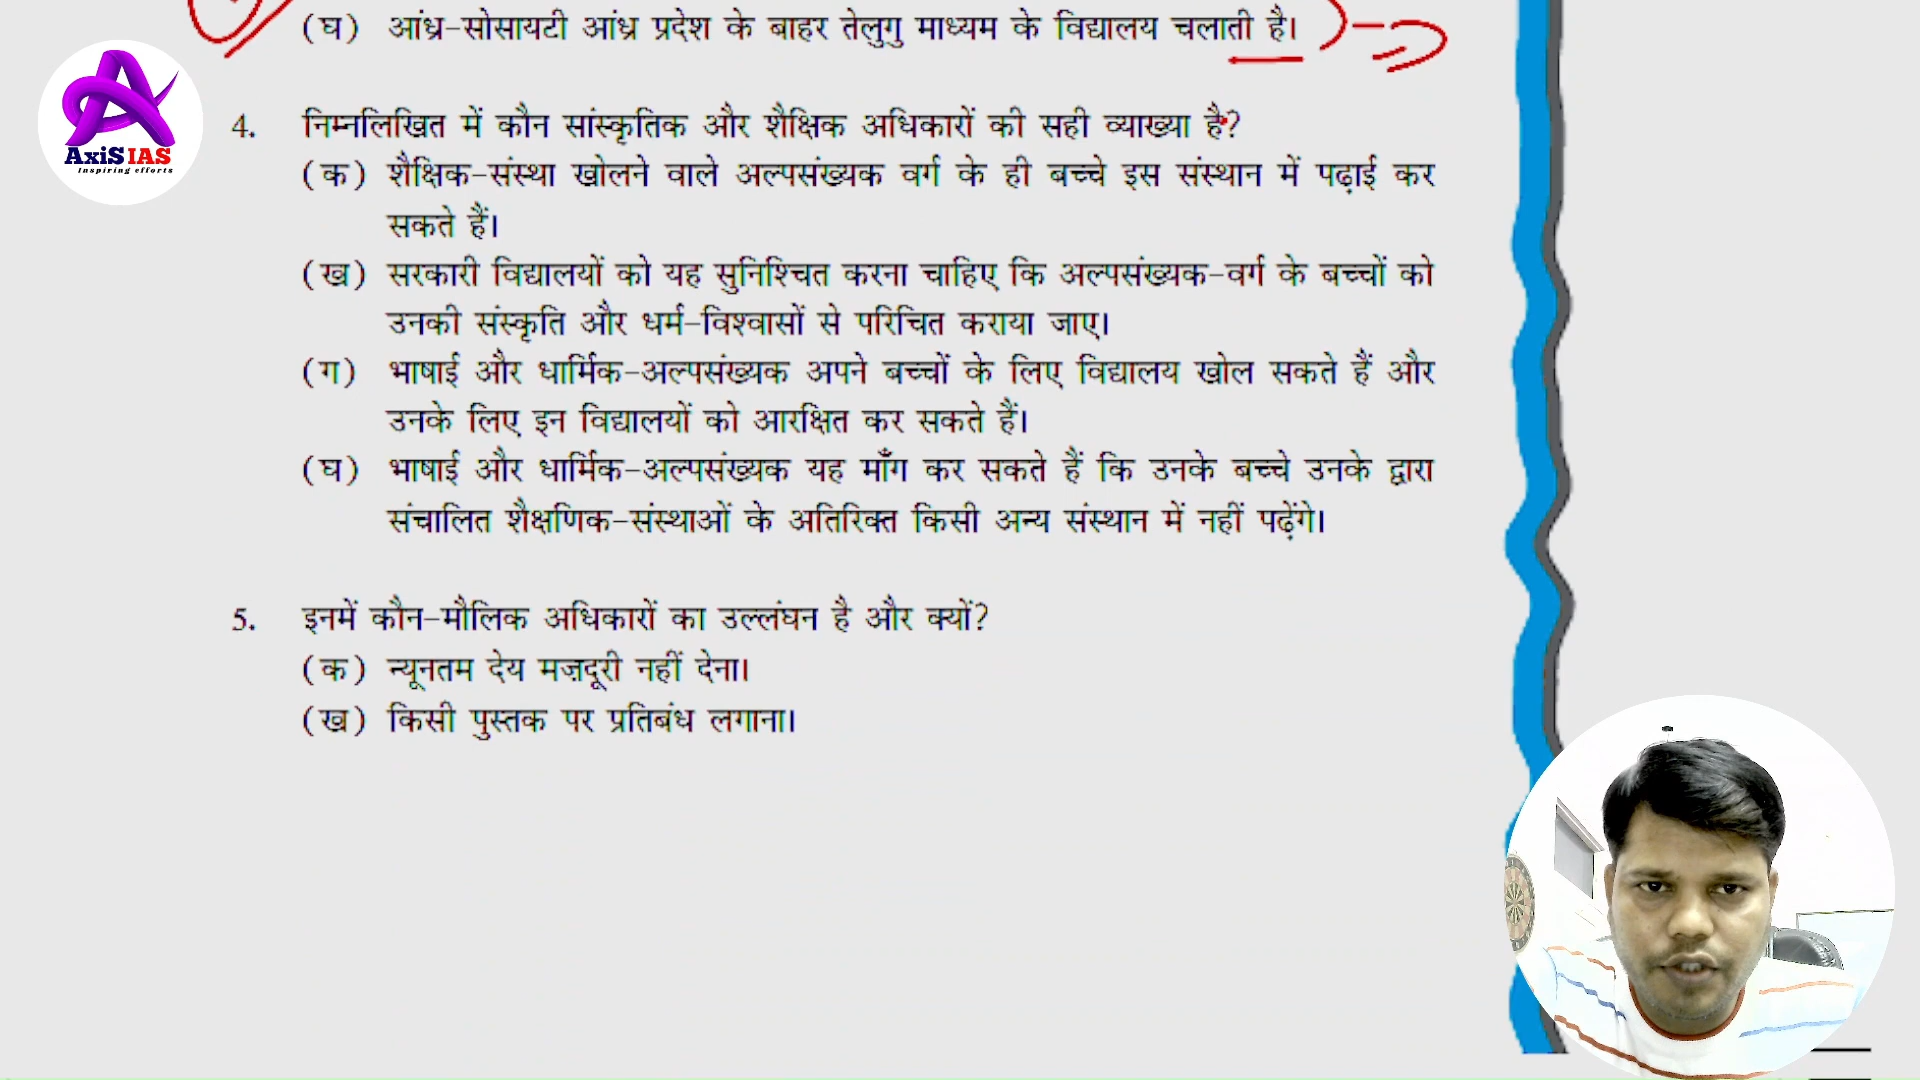 (घ) आंध्र-सोसायटी आंध्र प्रदेश के बाहर तेलुगु माध्यम के विद्यालय चलाती है।
AxiS IAS
Inspiring efforts
4. निम्नलिखित में कौन सांस्कृतिक और शैक्षिक अधिकारों की सही व्याख्या है?
(क) शैक्षिक-संस्था खोलने वाले अल्पसंख्यक वर्ग के ही बच्चे इस संस्थान में पढ़ाई कर
सकते हैं।
(ख) सरकारी विद्यालयों को यह सुनिश्चित करना चाहिए कि अल्पसंख्यक-वर्ग के बच्चों को
उनकी संस्कृति और धर्म-विश्वासों से परिचित कराया जाए।
(ग) भाषाई और धार्मिक-अल्पसंख्यक अपने बच्चों के लिए विद्यालय खोल सकते हैं और
उनके लिए इन विद्यालयों को आरक्षित कर सकते हैं।
(घ) भाषाई और धार्मिक-अल्पसंख्यक यह माँग कर सकते हैं कि उनके बच्चे उनके द्वारा
संचालित शैक्षणिक-संस्थाओं के अतिरिक्त किसी अन्य संस्थान में नहीं पढ़ेंगे।
5. इनमें कौन-मौलिक अधिकारों का उल्लंघन है और क्यों?
(क) न्यूनतम देय मज़दूरी नहीं देना।
(ख) किसी पुस्तक पर प्रतिबंध लगाना।